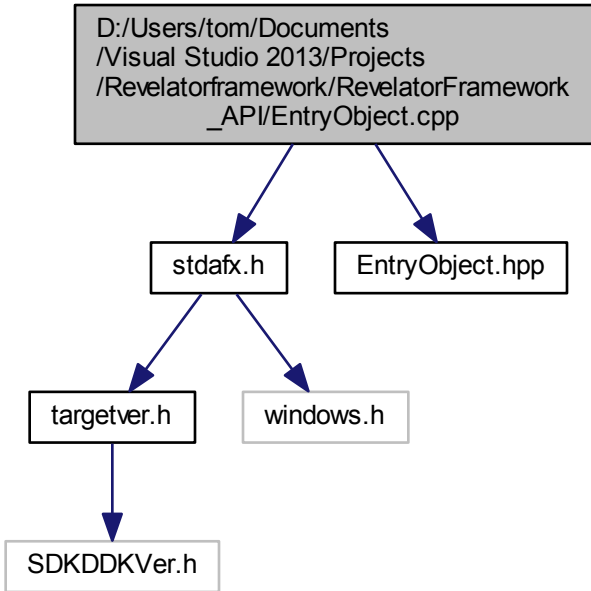 D:/Users/tom/Documents
/Visual Studio 2013/Projects
/Revelatorframework/RevelatorFramework
_API/EntryObject.cpp
stdafx.h
EntryObject.hpp
targetver.h
windows.h
SDKDDKVer.h